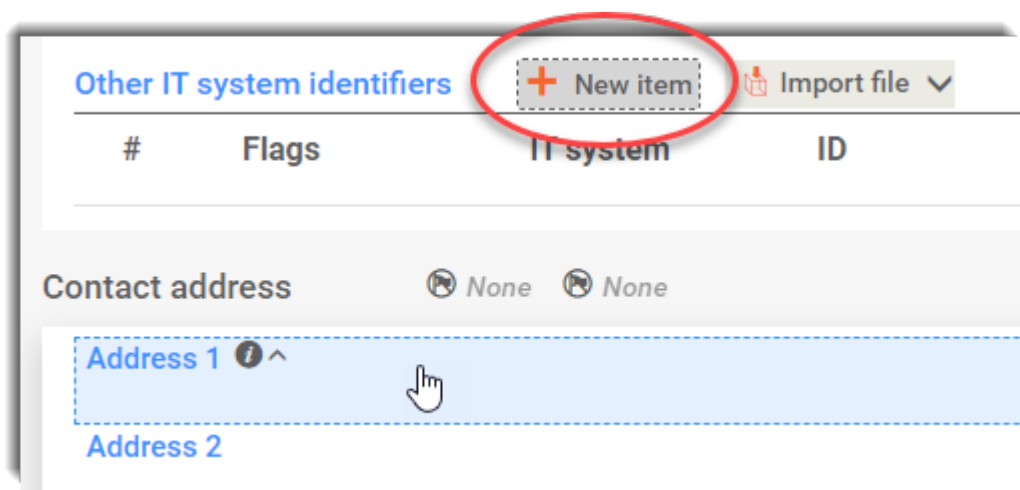 Other IT system identifiers New item Import file
# Flags IT system ID
Contact address None None
Address 1
Address 2